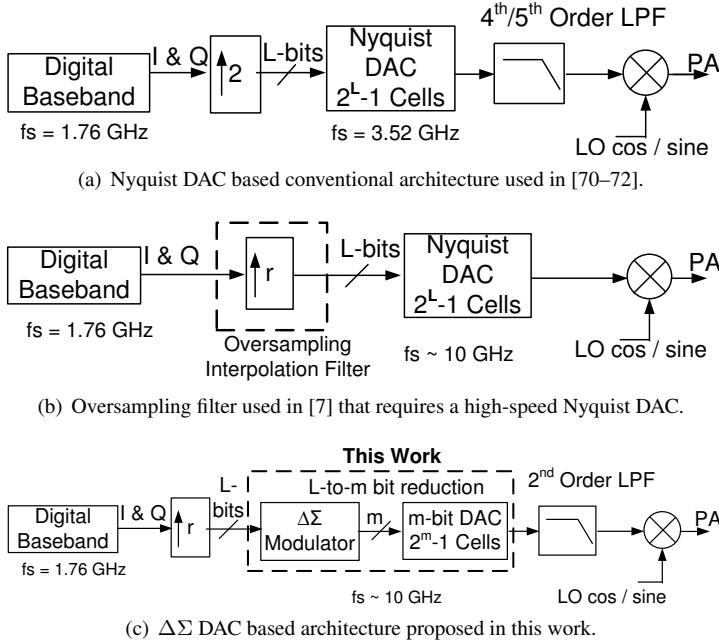 4th/5th Order LPF
Digital Baseband
I & Q
↑2
L-bits
Nyquist DAC 2^L-1 Cells
PA
fs = 1.76 GHz
fs = 3.52 GHz
LO cos / sine
(a) Nyquist DAC based conventional architecture used in [70–72].
Digital Baseband
I & Q
↑r
L-bits
Nyquist DAC 2^L-1 Cells
PA
fs = 1.76 GHz
Oversampling Interpolation Filter
fs ~ 10 GHz
LO cos / sine
(b) Oversampling filter used in [7] that requires a high-speed Nyquist DAC.
This Work
L-to-m bit reduction
2nd Order LPF
Digital Baseband
I & Q
↑r
L-bits
ΔΣ Modulator
m
m-bit DAC 2^m-1 Cells
PA
fs = 1.76 GHz
fs ~ 10 GHz
LO cos / sine
(c) ΔΣ DAC based architecture proposed in this work.